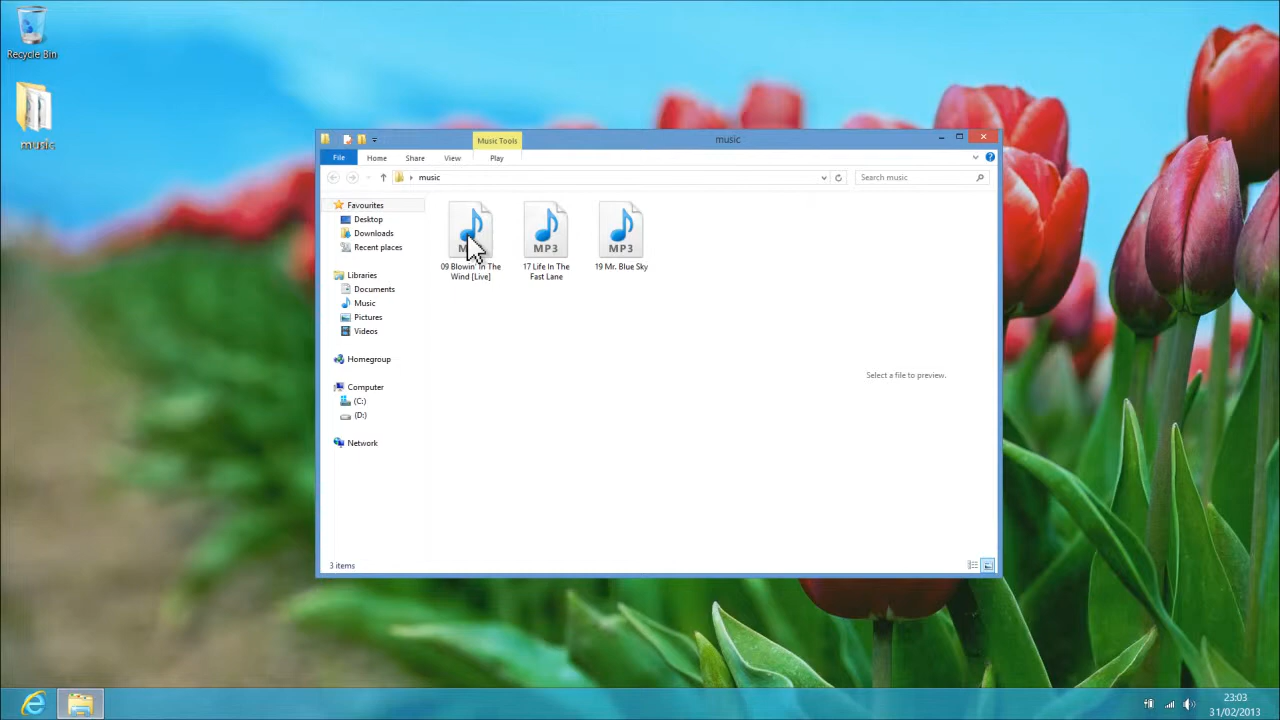 Recycle Bin
music
Music Tools
music
File
Home
Share
View
Play
music
Search music
Favourites
Desktop
Downloads
Recent places
Libraries
Documents
Music
Pictures
Videos
Homegroup
Computer
(C:)
(D:)
Network
MP3
MP3
09 Blowin' In The
Wind [Live]
17 Life In The
Fast Lane
19 Mr. Blue Sky
Select a file to preview.
3 items
23:03
31/02/2013